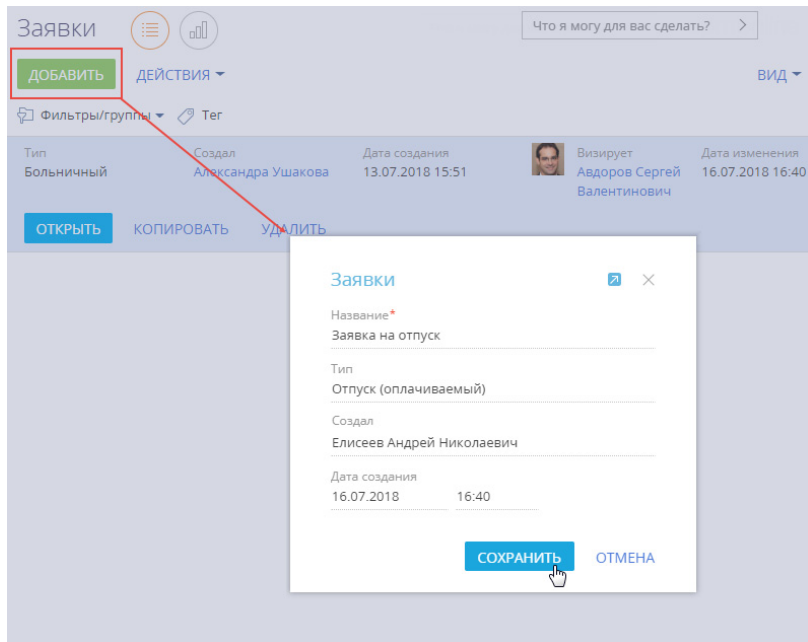 Заявки
Что я могу для вас сделать?
ДОБАВИТЬ ДЕЙСТВИЯ ВИД
Фильтры/группы Тег
Тип Создал Дата создания Визирует Дата изменения
Больничный Александра Ушакова 13.07.2018 15:51 Авдоров Сергей 16.07.2018 16:40
Валентинович
ОТКРЫТЬ КОПИРОВАТЬ УДАЛИТЬ
Заявки
Название*
Заявка на отпуск
Тип
Отпуск (оплачиваемый)
Создал
Елисеев Андрей Николаевич
Дата создания
16.07.2018 16:40
СОХРАНИТЬ ОТМЕНА